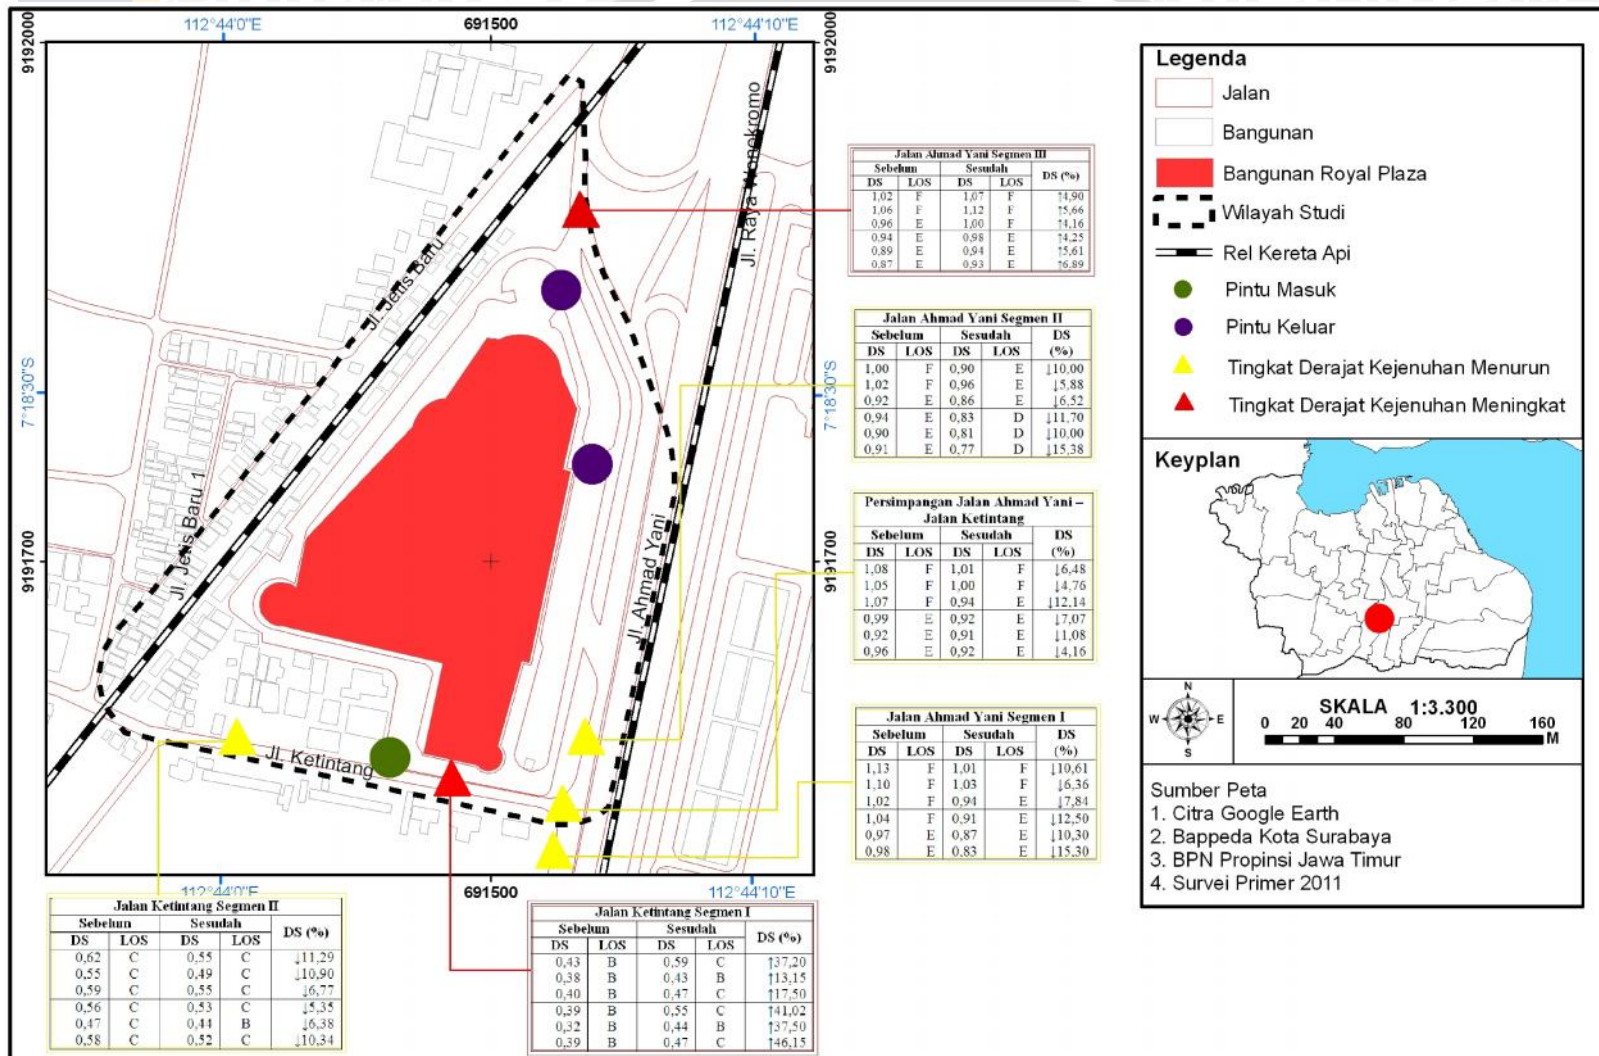 112°44'0"E 691500 112°44'10"E
9192000
9192000
Jl. Raya Wonokromo
Jl. Jetis Baru
7°18'30"S
7°18'30"S
Jl. Jetis Baru 1
9191700
9191700
Jl. Ahmad Yani
Jl. Ketintang
112°44'0"E 691500 112°44'10"E
Jalan Ahmad Yani Segmen III
Sebelum Sesudah DS (%)
DS LOS DS LOS
1,02 F 1,07 F ↑4,90
1,06 F 1,12 F ↑5,66
0,96 E 1,00 F ↑4,16
0,94 E 0,98 E ↑4,25
0,89 E 0,94 E ↑5,61
0,87 E 0,93 E ↑6,89
Jalan Ahmad Yani Segmen II
Sebelum Sesudah DS
DS LOS DS LOS (%)
1,00 F 0,90 E ↓10,00
1,02 F 0,96 E ↓5,88
0,92 E 0,86 E ↓6,52
0,94 E 0,83 D ↓11,70
0,90 E 0,81 D ↓10,00
0,91 E 0,77 D ↓15,38
Persimpangan Jalan Ahmad Yani –
Jalan Ketintang
Sebelum Sesudah DS
DS LOS DS LOS (%)
1,08 F 1,01 F ↓6,48
1,05 F 1,00 F ↓4,76
1,07 F 0,94 E ↓12,14
0,99 E 0,92 E ↓7,07
0,92 E 0,91 E ↓1,08
0,96 E 0,92 E ↓4,16
Jalan Ahmad Yani Segmen I
Sebelum Sesudah DS
DS LOS DS LOS (%)
1,13 F 1,01 F ↓10,61
1,10 F 1,03 F ↓6,36
1,02 F 0,94 E ↓7,84
1,04 F 0,91 E ↓12,50
0,97 E 0,87 E ↓10,30
0,98 E 0,83 E ↓15,30
Jalan Ketintang Segmen II
Sebelum Sesudah DS (%)
DS LOS DS LOS
0,62 C 0,55 C ↓11,29
0,55 C 0,49 C ↓10,90
0,59 C 0,55 C ↓6,77
0,56 C 0,53 C ↓5,35
0,47 C 0,44 B ↓6,38
0,58 C 0,52 C ↓10,34
Jalan Ketintang Segmen I
Sebelum Sesudah DS (%)
DS LOS DS LOS
0,43 B 0,59 C ↑37,20
0,38 B 0,43 B ↑13,15
0,40 B 0,47 C ↑17,50
0,39 B 0,55 C ↑41,02
0,32 B 0,44 B ↑37,50
0,39 B 0,47 C ↑46,15
Legenda
Jalan
Bangunan
Bangunan Royal Plaza
Wilayah Studi
Rel Kereta Api
Pintu Masuk
Pintu Keluar
Tingkat Derajat Kejenuhan Menurun
Tingkat Derajat Kejenuhan Meningkat
Keyplan
N
W E
S
SKALA 1:3.300
0 20 40 80 120 160
M
Sumber Peta
1. Citra Google Earth
2. Bappeda Kota Surabaya
3. BPN Propinsi Jawa Timur
4. Survei Primer 2011